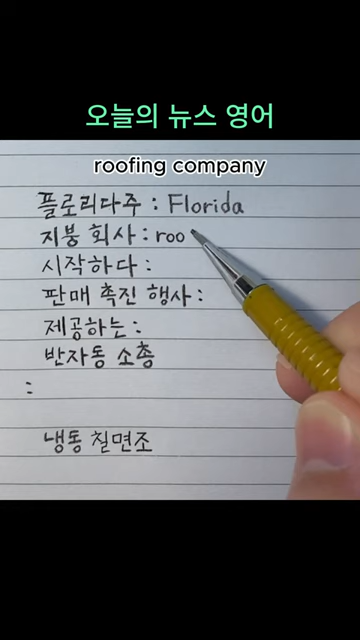 오늘의 뉴스 영어
roofing company
플로리다주 : Florida
지붕 회사 : roo
시작하다 :
판매 촉진 행사 :
제공하는 :
반자동 소총
:
냉동 칠면조